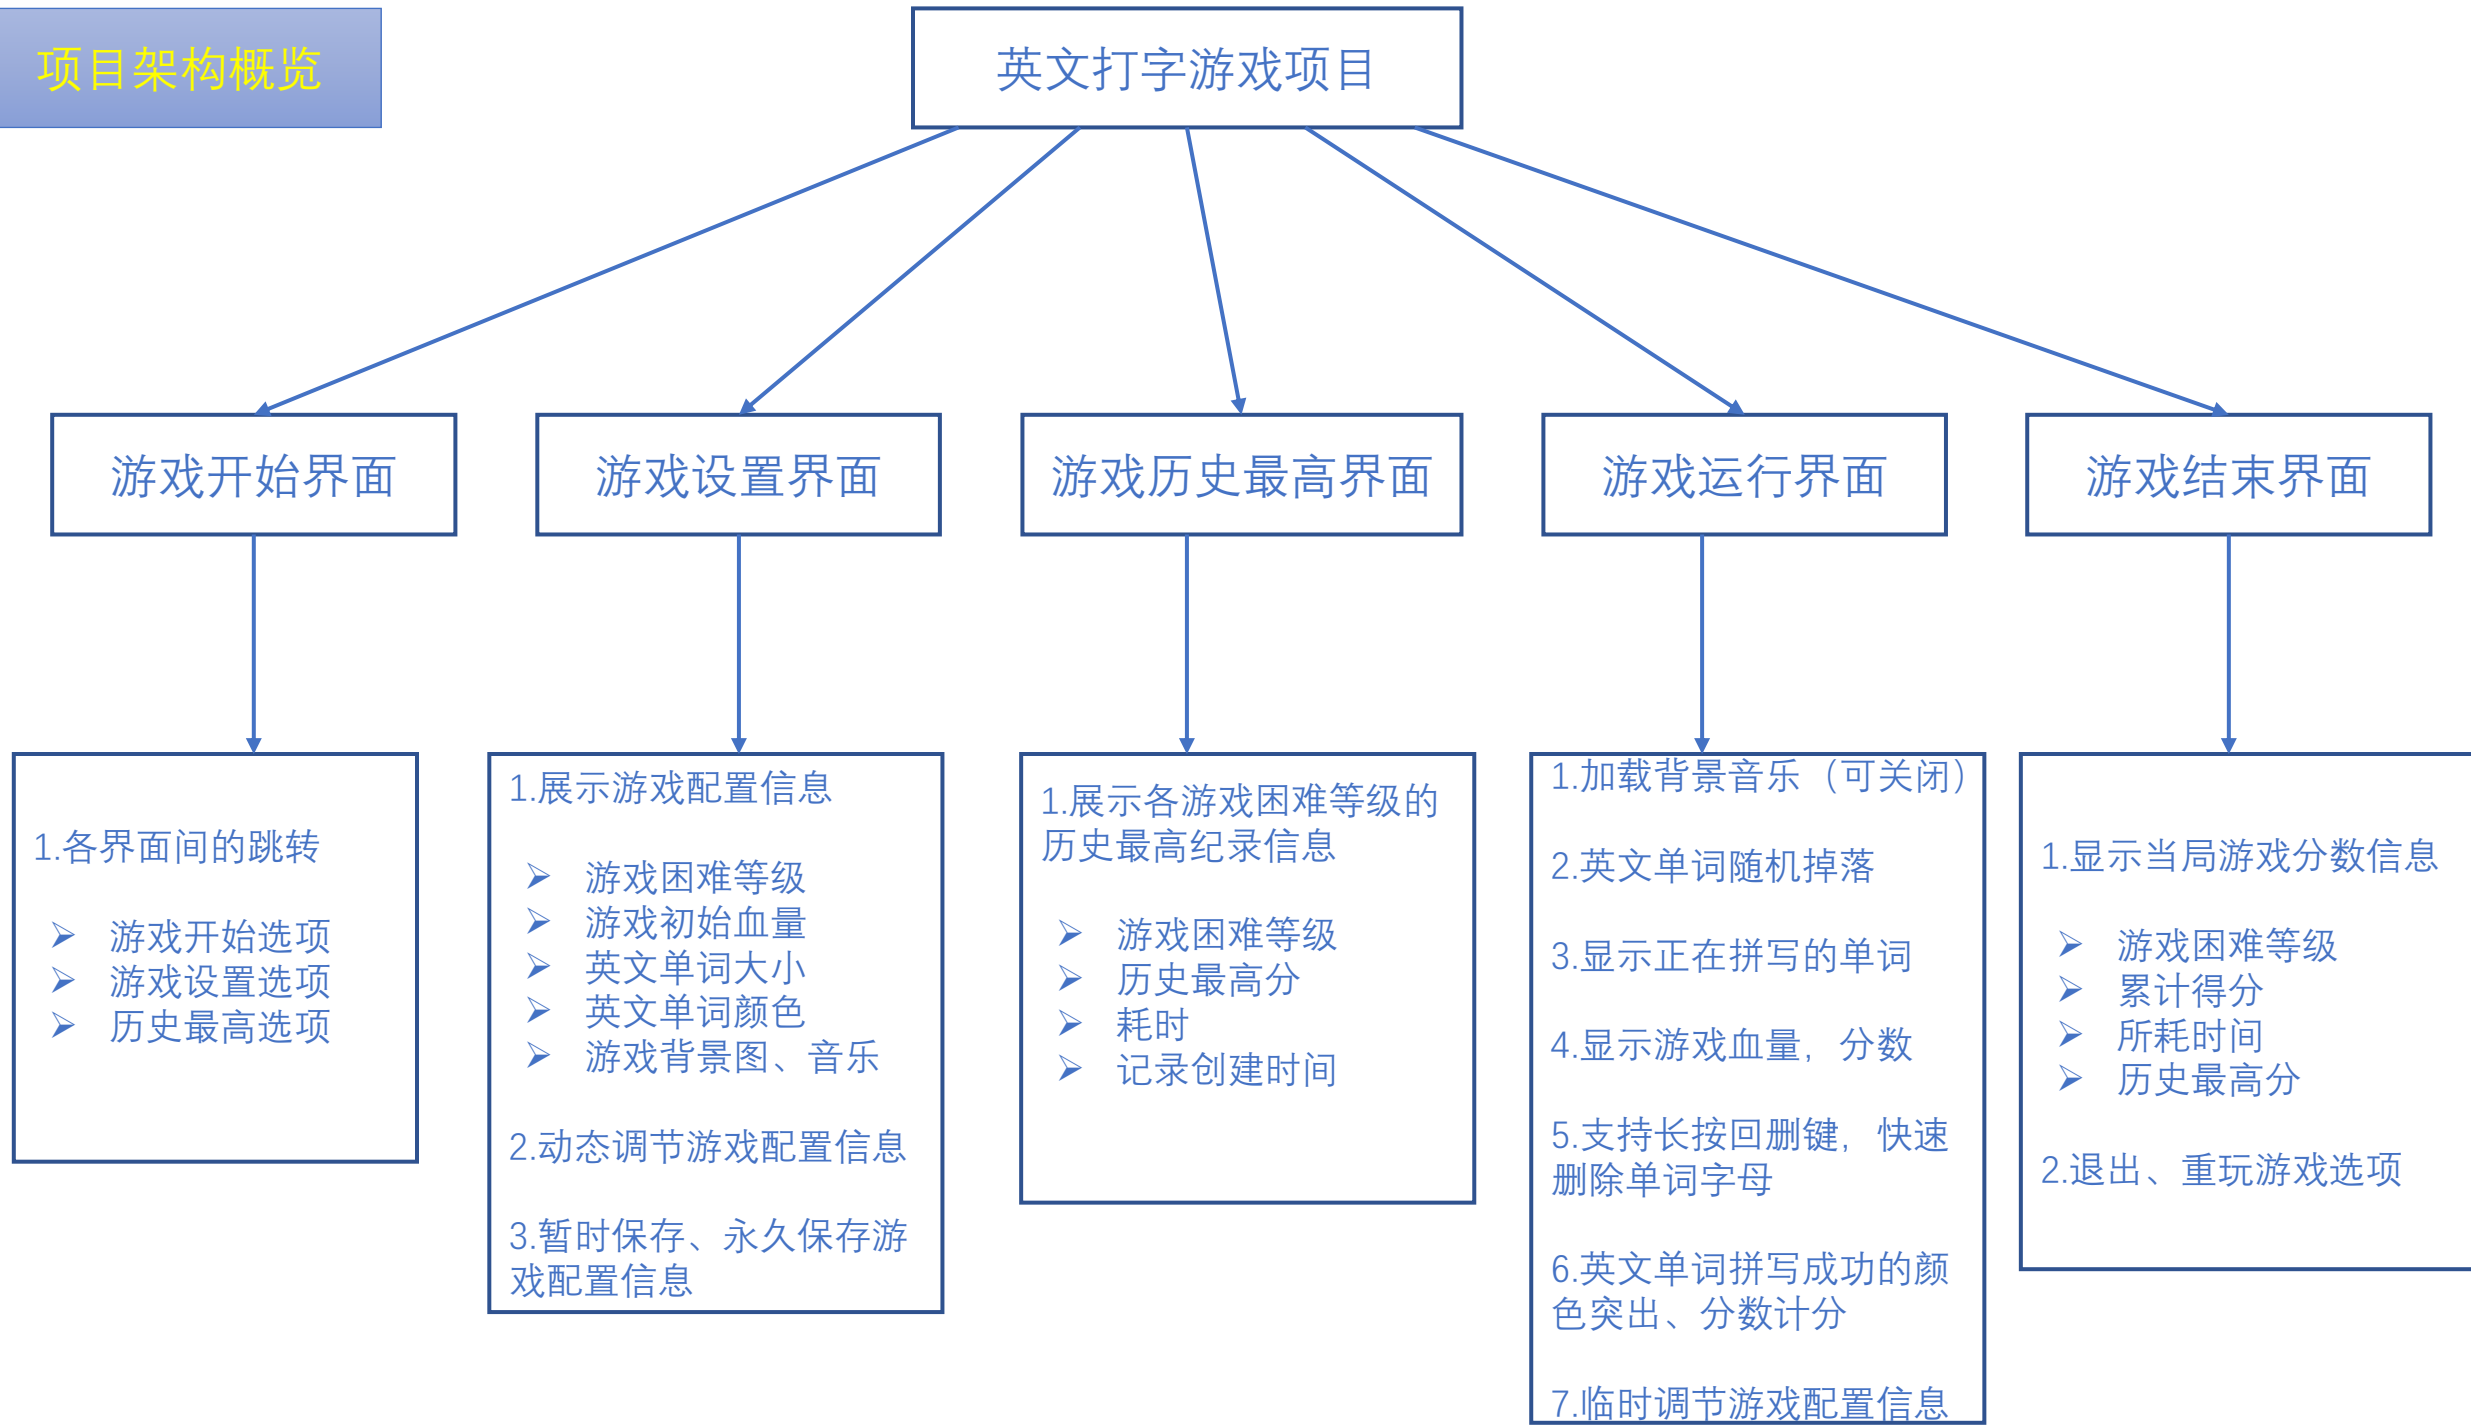 项目架构概览
英文打字游戏项目
游戏开始界面
游戏设置界面
游戏历史最高界面
游戏运行界面
游戏结束界面
1.各界面间的跳转
游戏开始选项
游戏设置选项
历史最高选项
1.展示游戏配置信息
游戏困难等级
游戏初始血量
英文单词大小
英文单词颜色
游戏背景图、音乐
2.动态调节游戏配置信息
3.暂时保存、永久保存游
戏配置信息
1.展示各游戏困难等级的
历史最高纪录信息
游戏困难等级
历史最高分
耗时
记录创建时间
1.加载背景音乐（可关闭）
2.英文单词随机掉落
3.显示正在拼写的单词
4.显示游戏血量，分数
5.支持长按回删键，快速
删除单词字母
6.英文单词拼写成功的颜
色突出、分数计分
7.临时调节游戏配置信息
1.显示当局游戏分数信息
游戏困难等级
累计得分
所耗时间
历史最高分
2.退出、重玩游戏选项